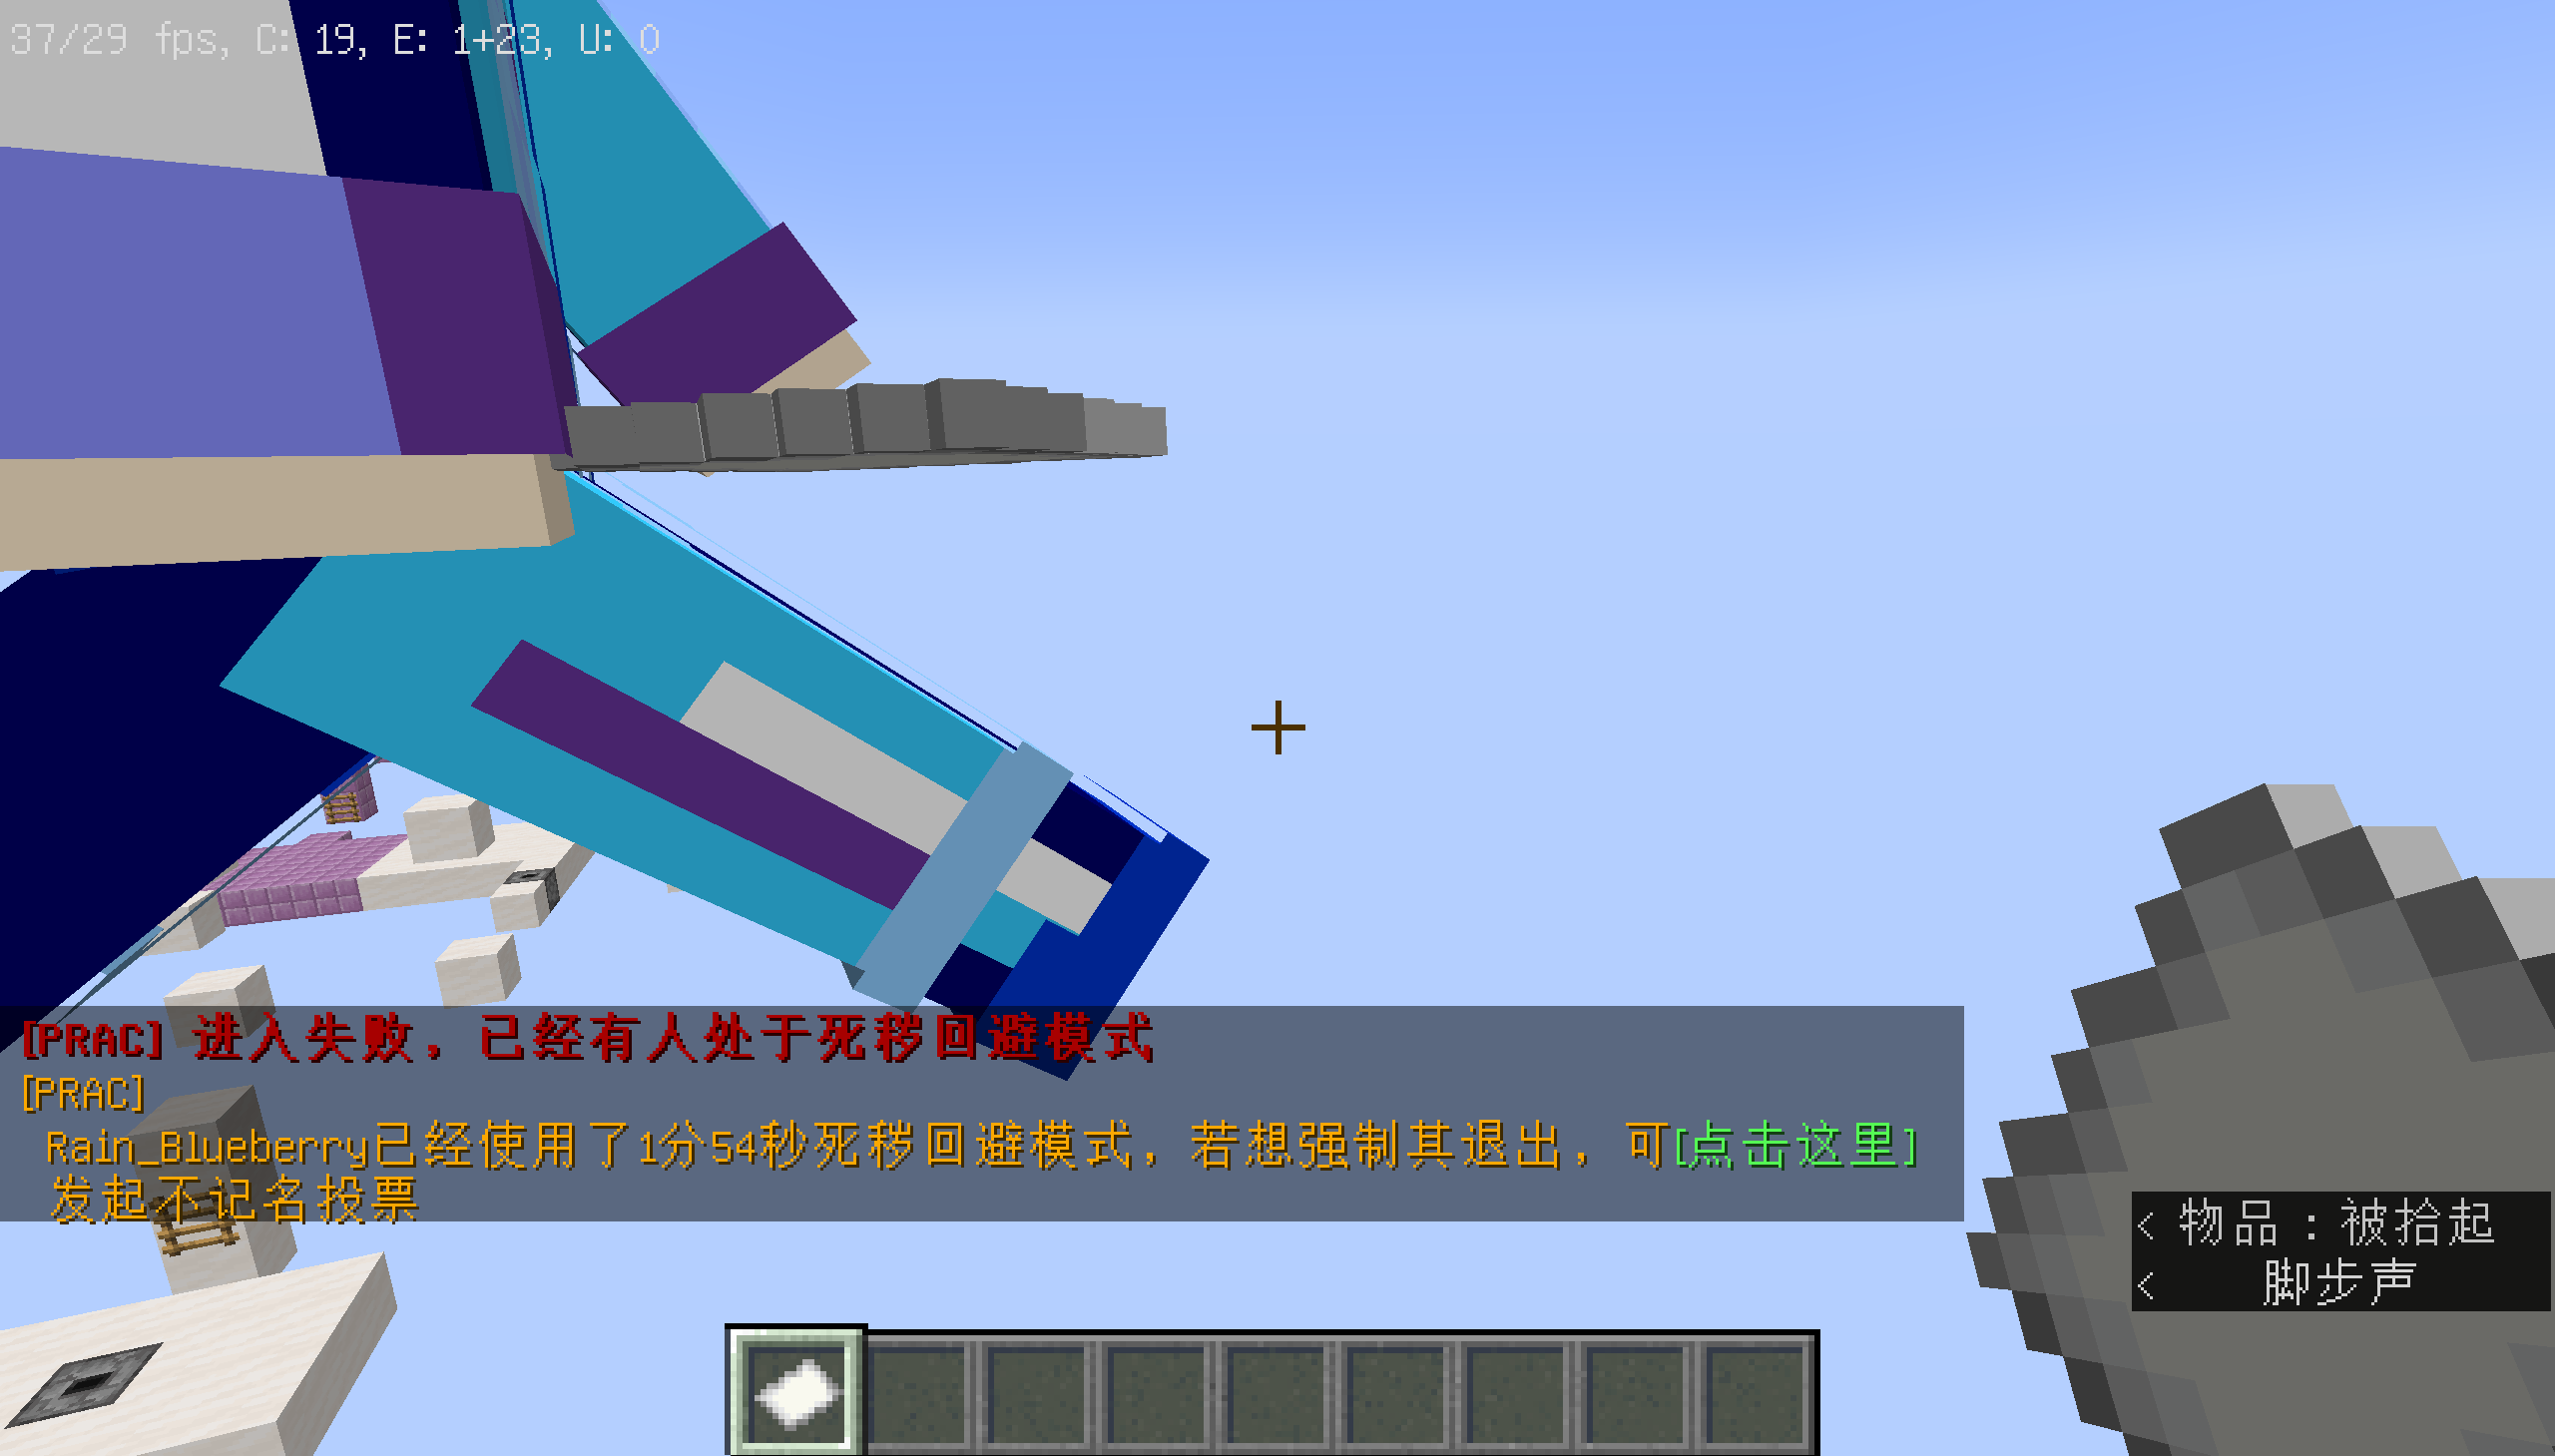 37/29 fps, C: 19, E: 1+23, U: 0
[PRAC] 进入失败，已经有人处于死秽回避模式
[PRAC]
Rain_Blueberry已经使用了1分54秒死秽回避模式，若想强制其退出，可[点击这里]
发起不记名投票
< 物品：被拾起
< 脚步声